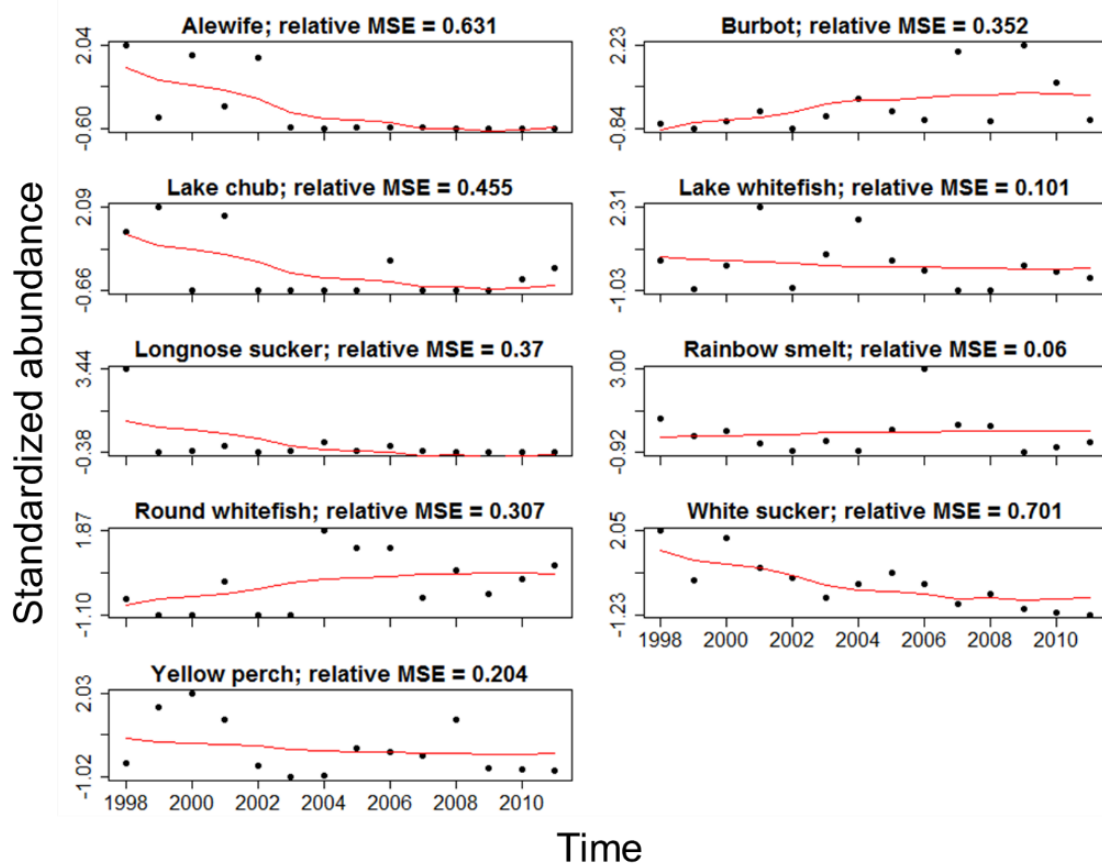 Alewife; relative MSE = 0.631
2.04
-0.60
Burbot; relative MSE = 0.352
2.23
-0.84
Lake chub; relative MSE = 0.455
2.09
-0.66
Lake whitefish; relative MSE = 0.101
2.31
-1.03
Longnose sucker; relative MSE = 0.37
3.44
-0.38
Rainbow smelt; relative MSE = 0.06
3.00
-0.92
Round whitefish; relative MSE = 0.307
1.87
-1.10
White sucker; relative MSE = 0.701
2.05
-1.23
1998 2000 2002 2004 2006 2008 2010
Yellow perch; relative MSE = 0.204
2.03
-1.02
1998 2000 2002 2004 2006 2008 2010
Standardized abundance
Time